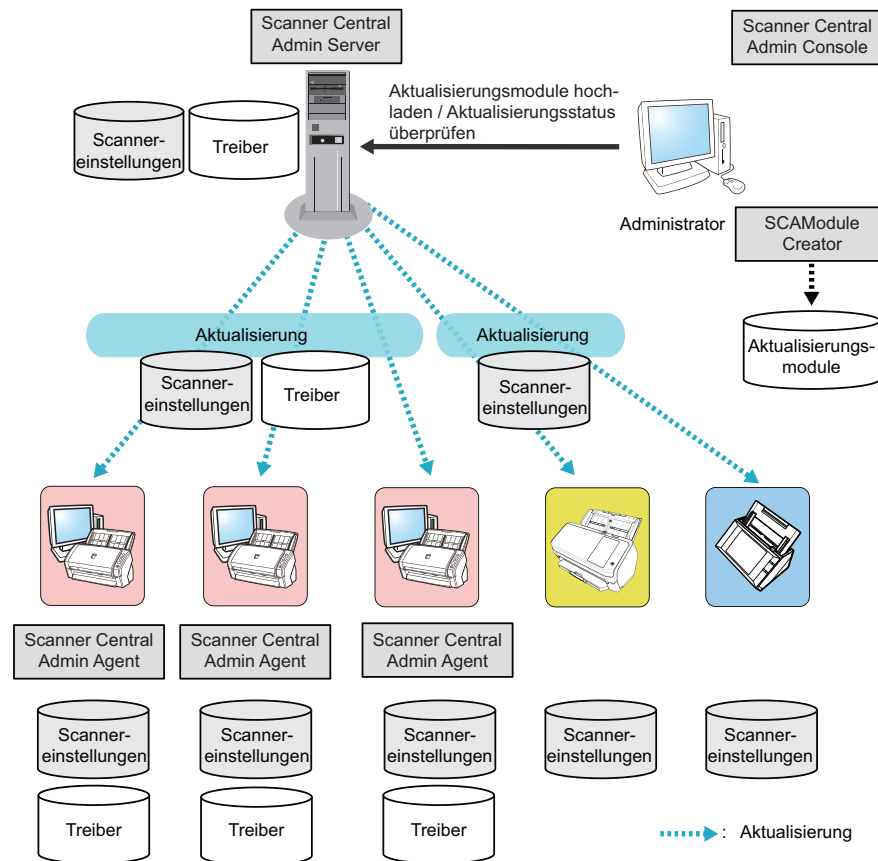 Scanner Central
Admin Server
Scanner Central
Admin Console
Aktualisierungsmodule hoch-
laden / Aktualisierungsstatus
überprüfen
Scanner-
einstellungen
Treiber
Administrator
SCAModule
Creator
Aktualisierung
Aktualisierung
Aktualisierungs-
module
Scanner-
einstellungen
Treiber
Scanner-
einstellungen
Scanner Central
Admin Agent
Scanner Central
Admin Agent
Scanner Central
Admin Agent
Scanner-
einstellungen
Scanner-
einstellungen
Scanner-
einstellungen
Scanner-
einstellungen
Scanner-
einstellungen
Treiber
Treiber
Treiber
: Aktualisierung